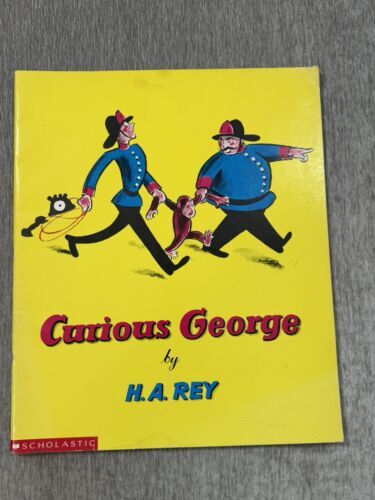 Curious George
by
H. A. REY
SCHOLASTIC